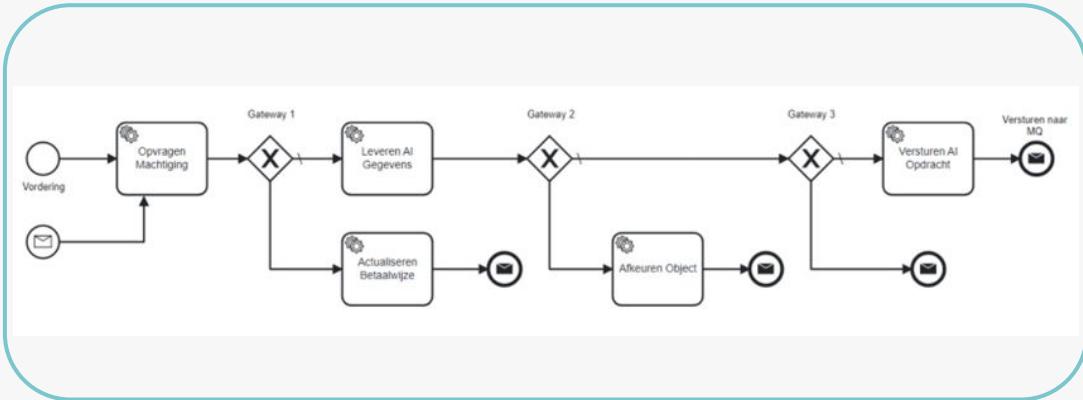 Gateway 1
Gateway 2
Gateway 3
Versturen naar
MQ
Opvragen
Machtiging
Leveren AI
Gegevens
Versturen AI
Opdracht
Vordering
Actualiseren
Betaalwijze
Afkeuren Object